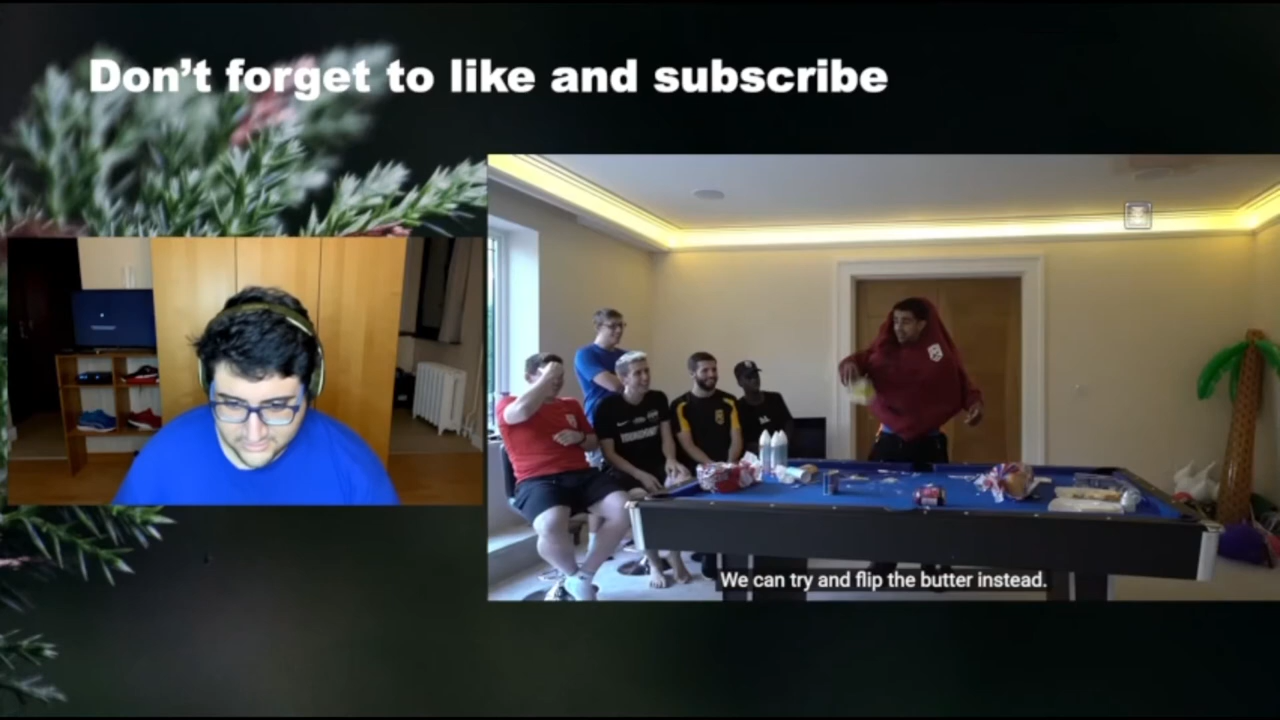 Don't forget to like and subscribe
We can try and flip the butter instead.